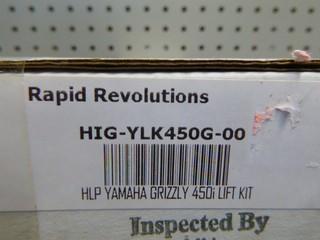 Rapid Revolutions
HIG-YLK450G-00
HLP YAMAHA GRIZZLY 450i LIFT KIT
Inspected By